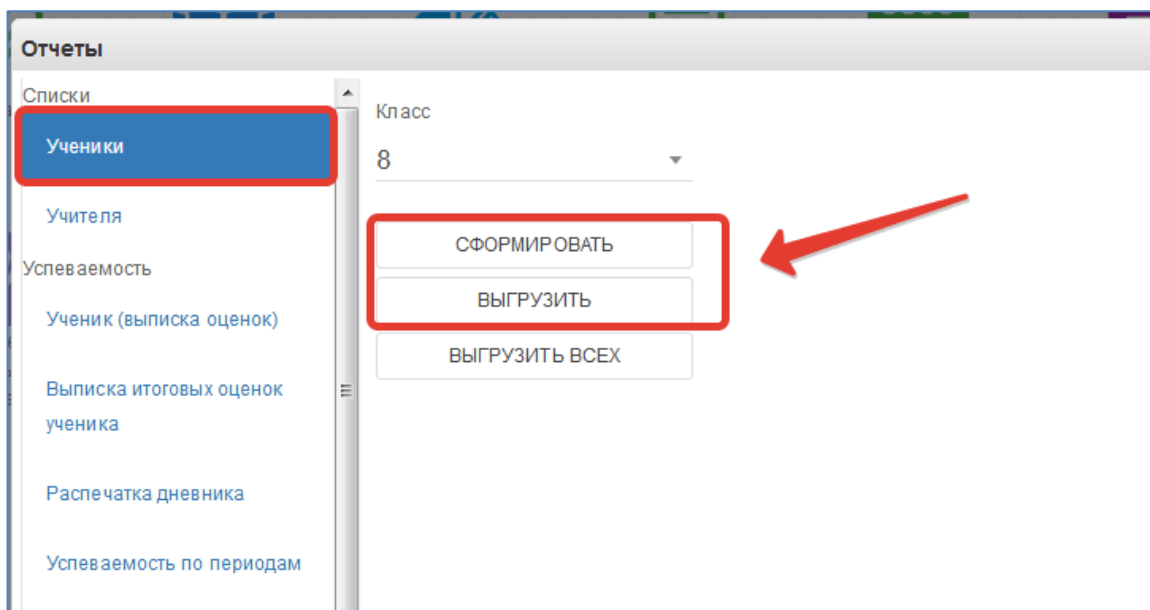 Отчеты
Списки
Ученики
Учителя
Успеваемость
Ученик (выписка оценок)
Выписка итоговых оценок
ученика
Распечатка дневника
Успеваемость по периодам
Класс
8
СФОРМИРОВАТЬ
ВЫГРУЗИТЬ
ВЫГРУЗИТЬ ВСЕХ